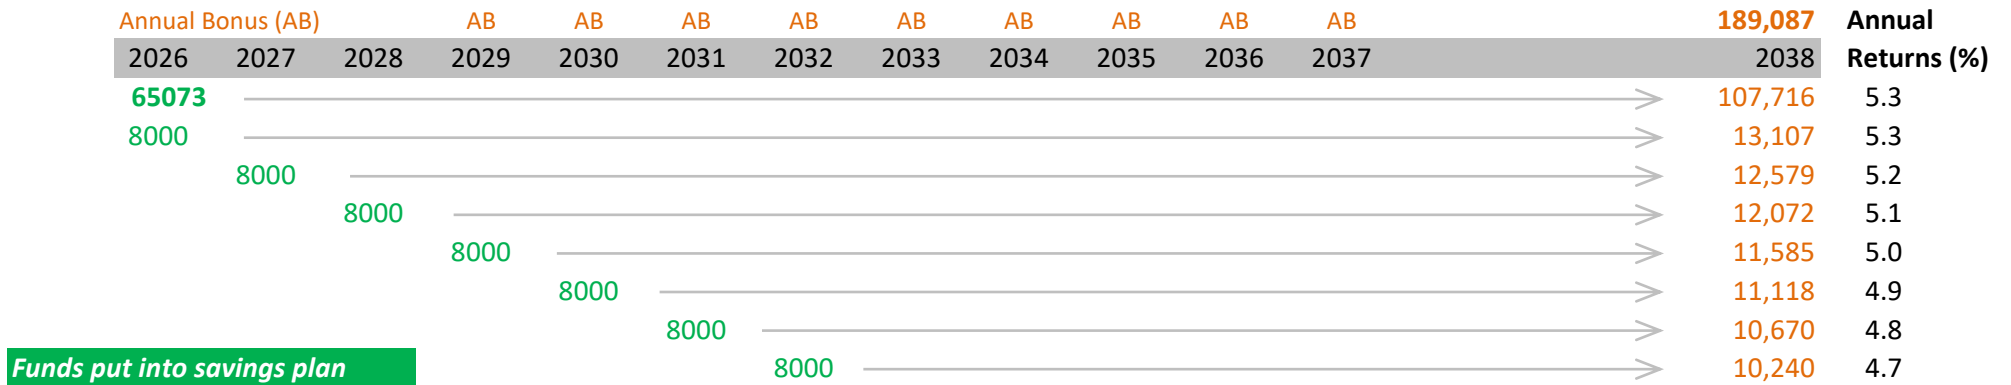 Annual Bonus (AB) AB AB AB AB AB AB AB AB AB 189,087 Annual
2026 2027 2028 2029 2030 2031 2032 2033 2034 2035 2036 2037 2038 Returns (%)
65073 107,716 5.3
8000 13,107 5.3
8000 12,579 5.2
8000 12,072 5.1
8000 11,585 5.0
8000 11,118 4.9
8000 10,670 4.8
Funds put into savings plan 8000 10,240 4.7